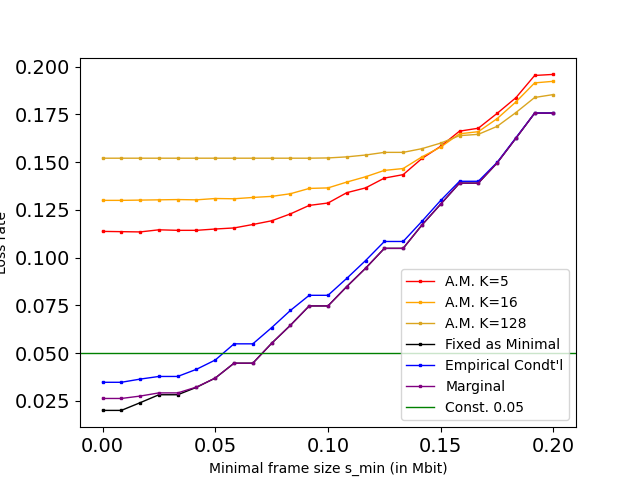 0.200
0.175
0.150
0.125
0.100
0.075
0.050
0.025
Loss rate
A.M. K=5
A.M. K=16
A.M. K=128
Fixed as Minimal
Empirical Condt'l
Marginal
Const. 0.05
0.00 0.05 0.10 0.15 0.20
Minimal frame size s_min (in Mbit)